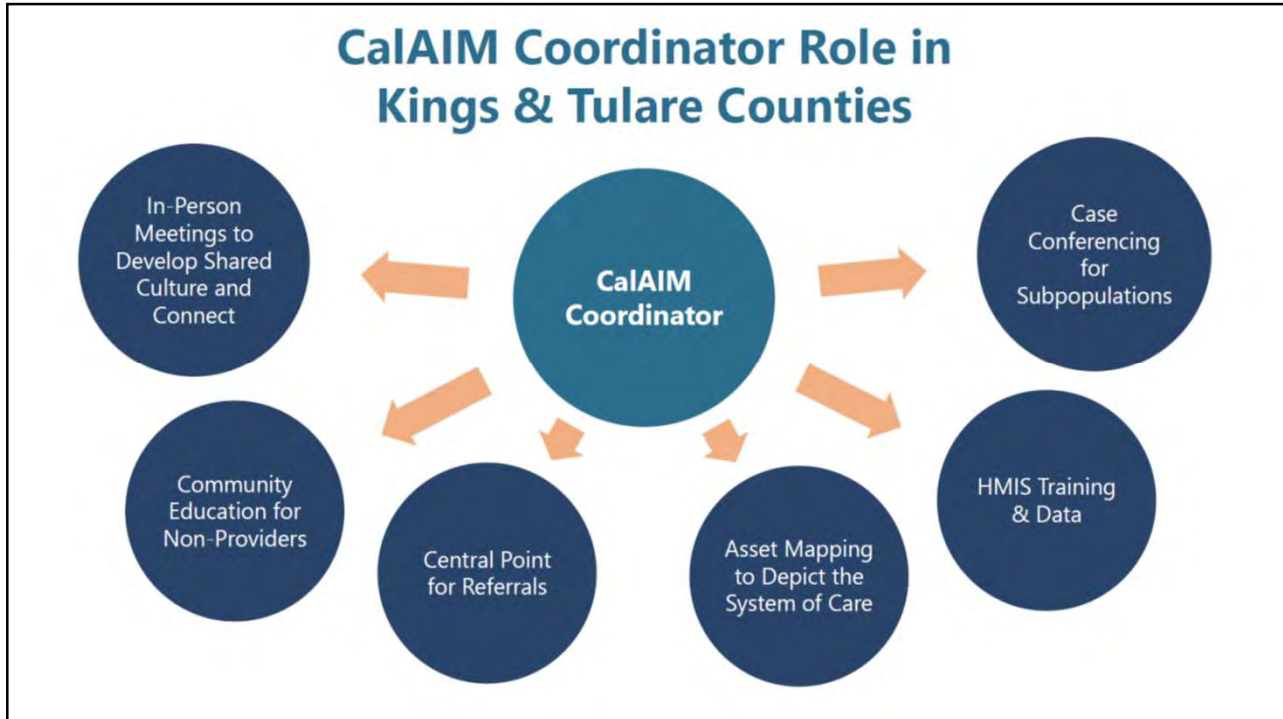 CalAIM Coordinator Role in
Kings & Tulare Counties
In-Person
Meetings to
Develop Shared
Culture and
Connect
CalAIM
Coordinator
Case
Conferencing
for
Subpopulations
Community
Education for
Non-Providers
Central Point
for Referrals
Asset Mapping
to Depict the
System of Care
HMIS Training
& Data